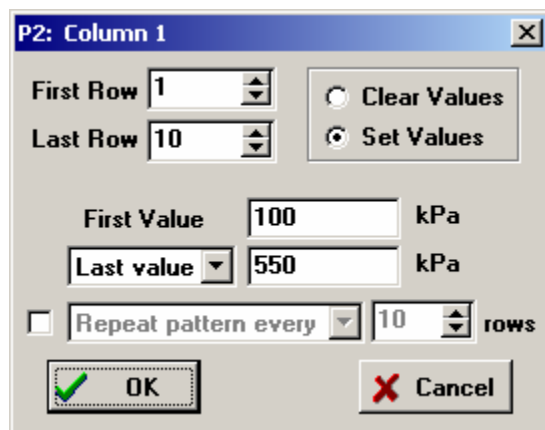 P2: Column 1
First Row 1
Last Row 10
Clear Values
Set Values
First Value 100 kPa
Last value 550 kPa
Repeat pattern every 10 rows
OK
Cancel